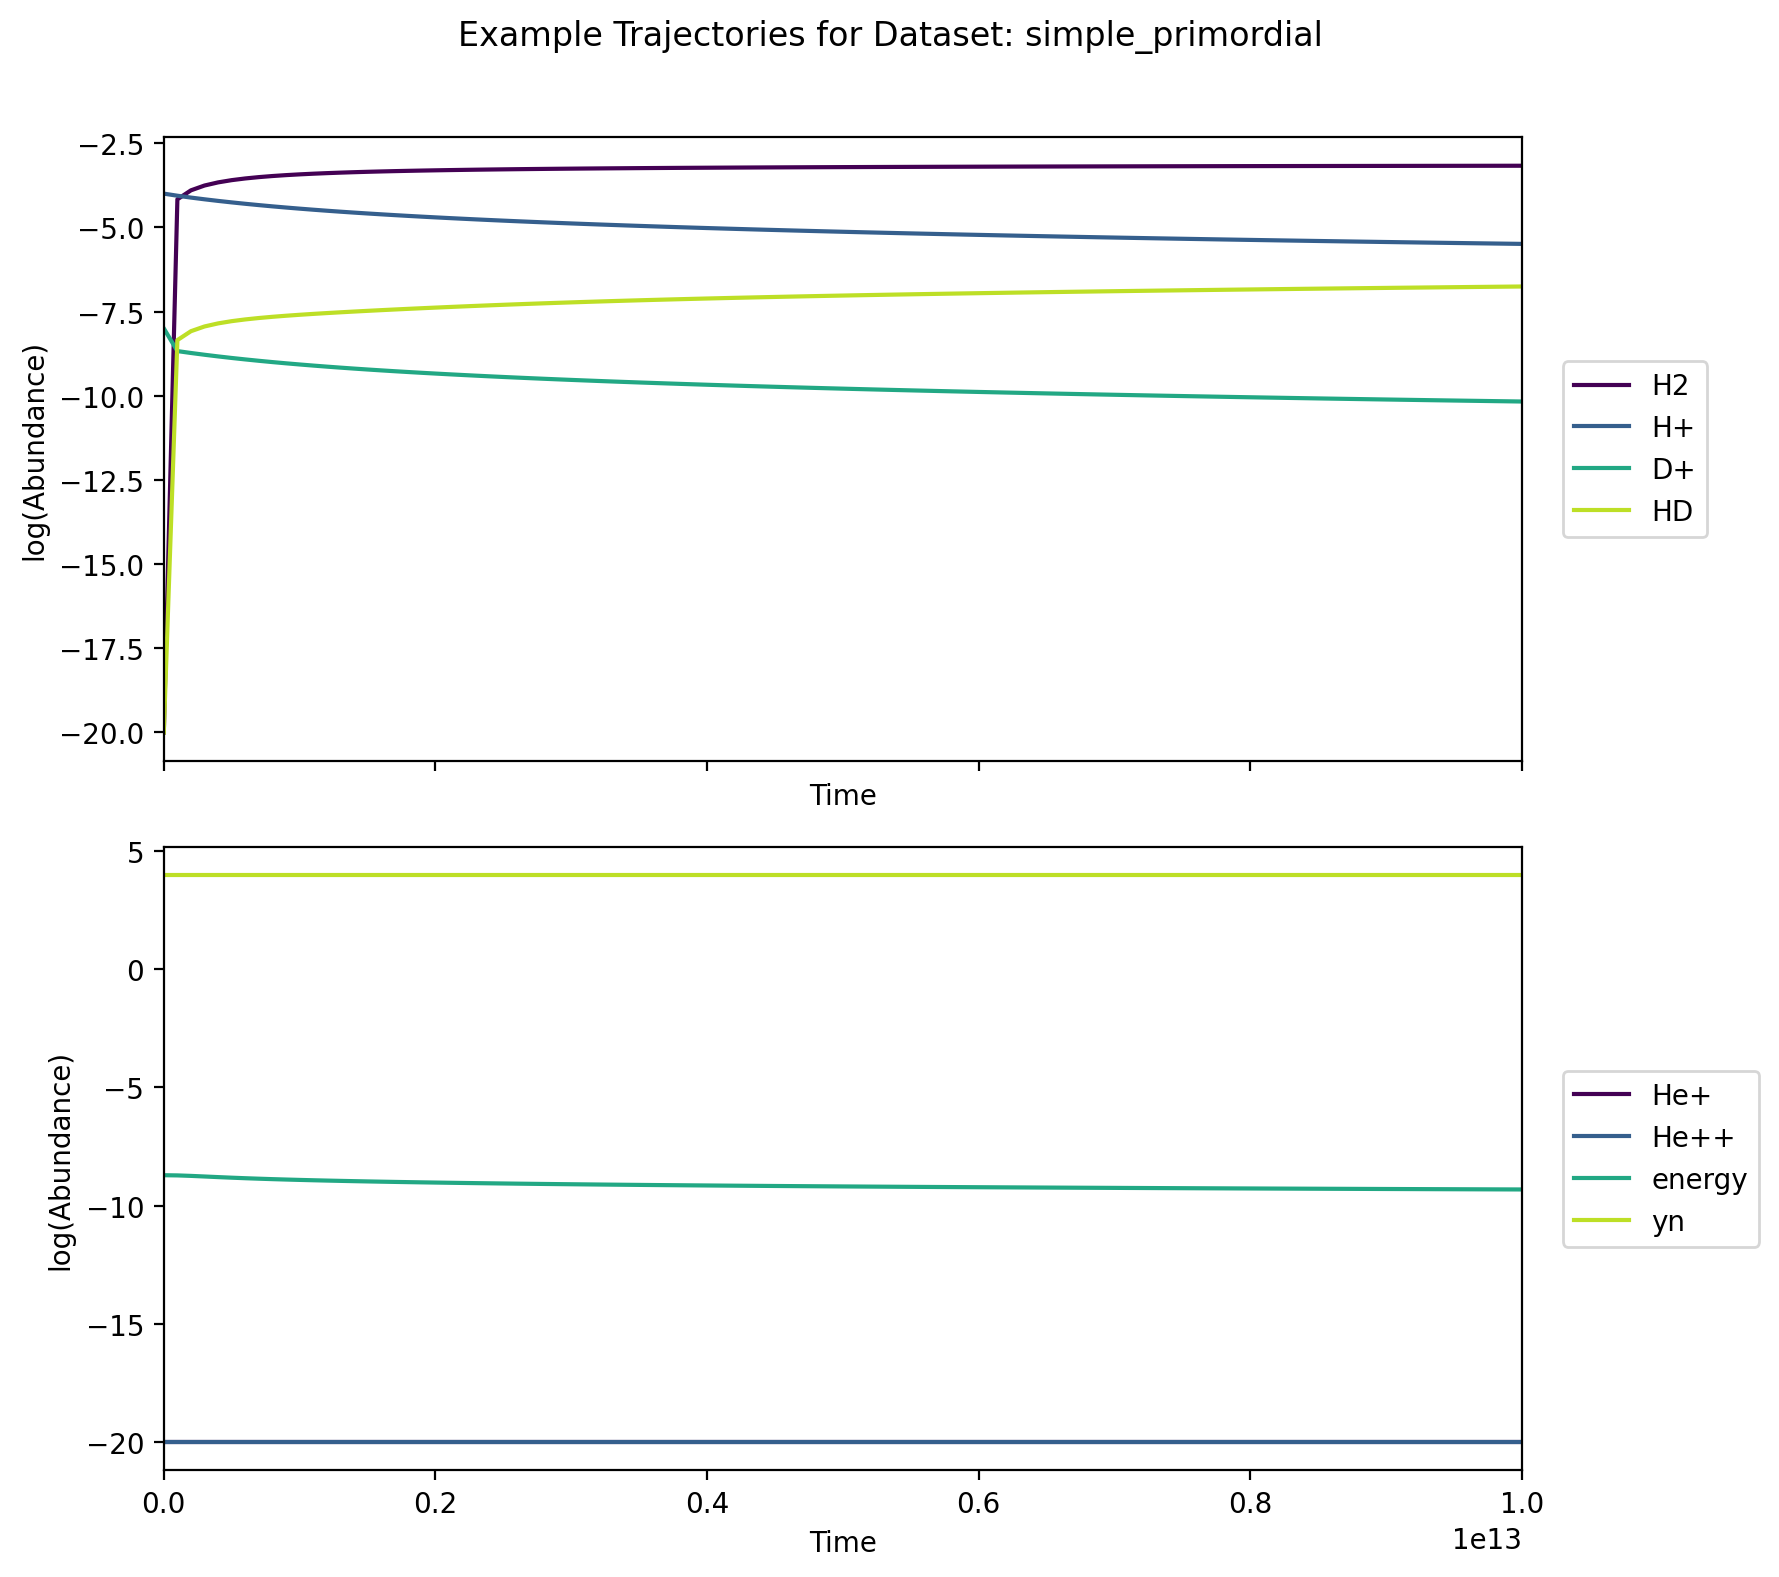 Example Trajectories for Dataset: simple_primordial
−2.5
−5.0
−7.5
−10.0
−12.5
−15.0
−17.5
−20.0
log(Abundance)
Time
H2
H+
D+
HD
5
0
−5
−10
−15
−20
log(Abundance)
0.0 0.2 0.4 0.6 0.8 1.0
1e13
Time
He+
He++
energy
yn